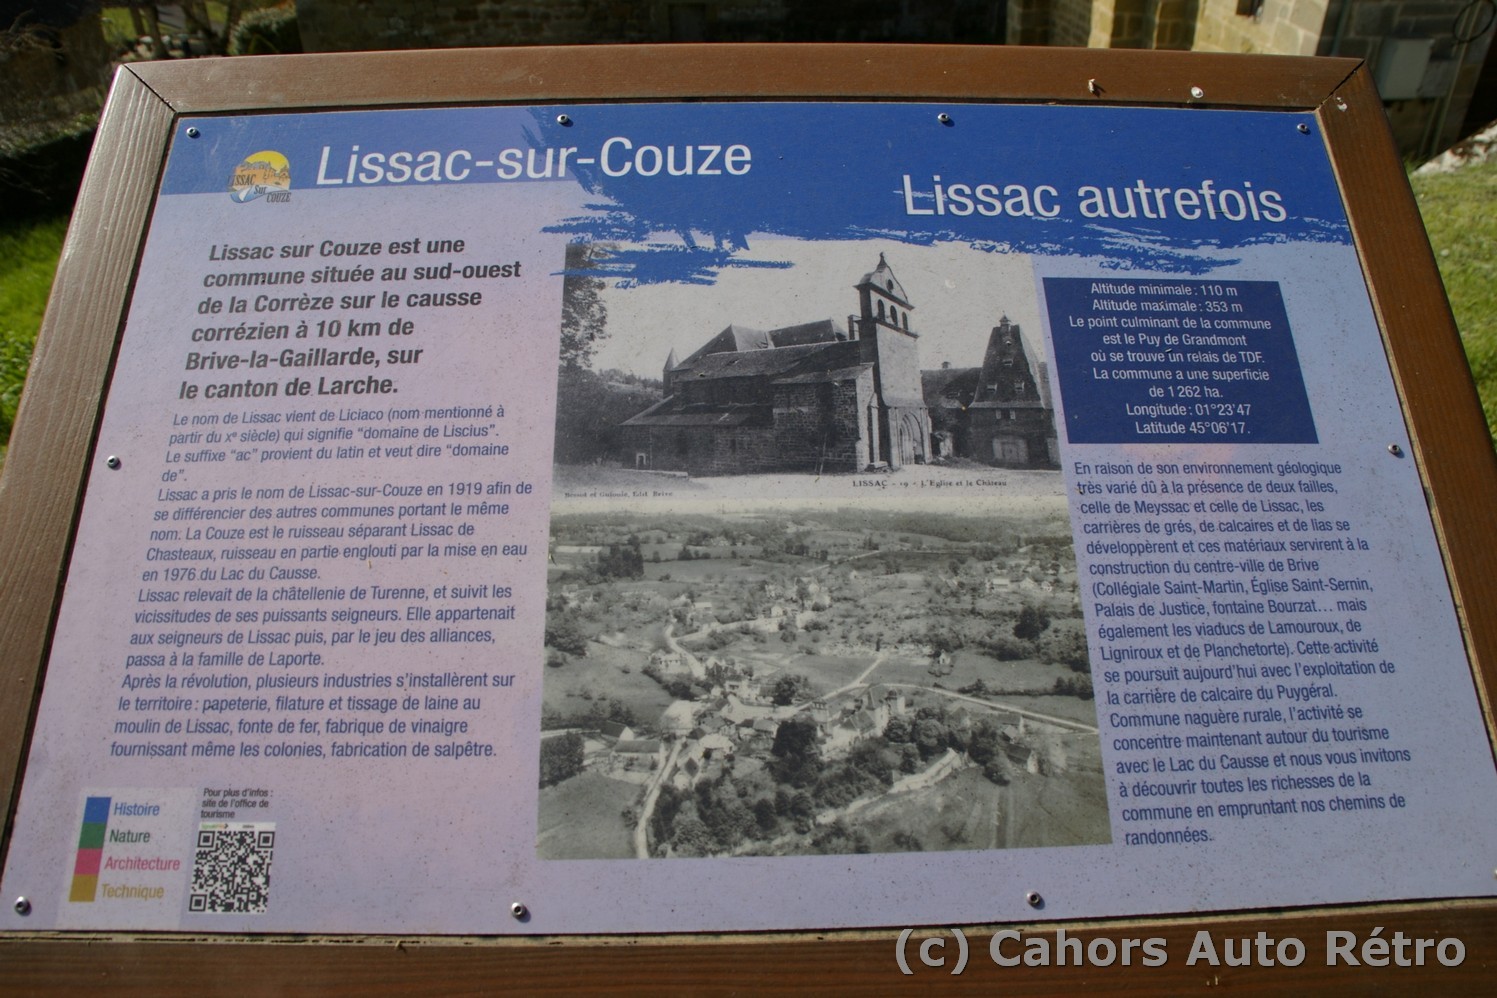 Lissac-sur-Couze
Lissac autrefois
LISSAC
Sur
COUZE
Lissac sur Couze est une
commune située au sud-ouest
de la Corrèze sur le causse
corrézien à 10 km de
Brive-la-Gaillarde, sur
le canton de Larche.
Le nom de Lissac vient de Liciaco (nom mentionné à
partir du xe siècle) qui signifie "domaine de Liscius".
Le suffixe "ac" provient du latin et veut dire "domaine
de".
Lissac a pris le nom de Lissac-sur-Couze en 1919 afin de
se différencier des autres communes portant le même
nom. La Couze est le ruisseau séparant Lissac de
Chasteaux, ruisseau en partie englouti par la mise en eau
en 1976 du Lac du Causse.
Lissac relevait de la châtellenie de Turenne, et suivit les
vicissitudes de ses puissants seigneurs. Elle appartenait
aux seigneurs de Lissac puis, par le jeu des alliances,
passa à la famille de Laporte.
Après la révolution, plusieurs industries s'installèrent sur
le territoire : papeterie, filature et tissage de laine au
moulin de Lissac, fonte de fer, fabrique de vinaigre
fournissant même les colonies, fabrication de salpêtre.
Histoire
Nature
Architecture
Technique
Pour plus d'infos :
site de l'office de
tourisme
LISSAC - 19 - L'Eglise et le Château
Altitude minimale : 110 m
Altitude maximale : 353 m
Le point culminant de la commune
est le Puy de Grandmont
où se trouve un relais de TDF.
La commune a une superficie
de 1 262 ha.
Longitude : 01°23'47
Latitude 45°06'17.
En raison de son environnement géologique
très varié dû à la présence de deux failles,
celle de Meyssac et celle de Lissac, les
carrières de grés, de calcaires et de lias se
développèrent et ces matériaux servirent à la
construction du centre-ville de Brive
(Collégiale Saint-Martin, Église Saint-Sernin,
Palais de Justice, fontaine Bourzat... mais
également les viaducs de Lamouroux, de
Ligniroux et de Planchetorte). Cette activité
se poursuit aujourd'hui avec l'exploitation de
la carrière de calcaire du Puygéral.
Commune naguère rurale, l'activité se
concentre maintenant autour du tourisme
avec le Lac du Causse et nous vous invitons
à découvrir toutes les richesses de la
commune en empruntant nos chemins de
randonnées.
(c) Cahors Auto Rétro